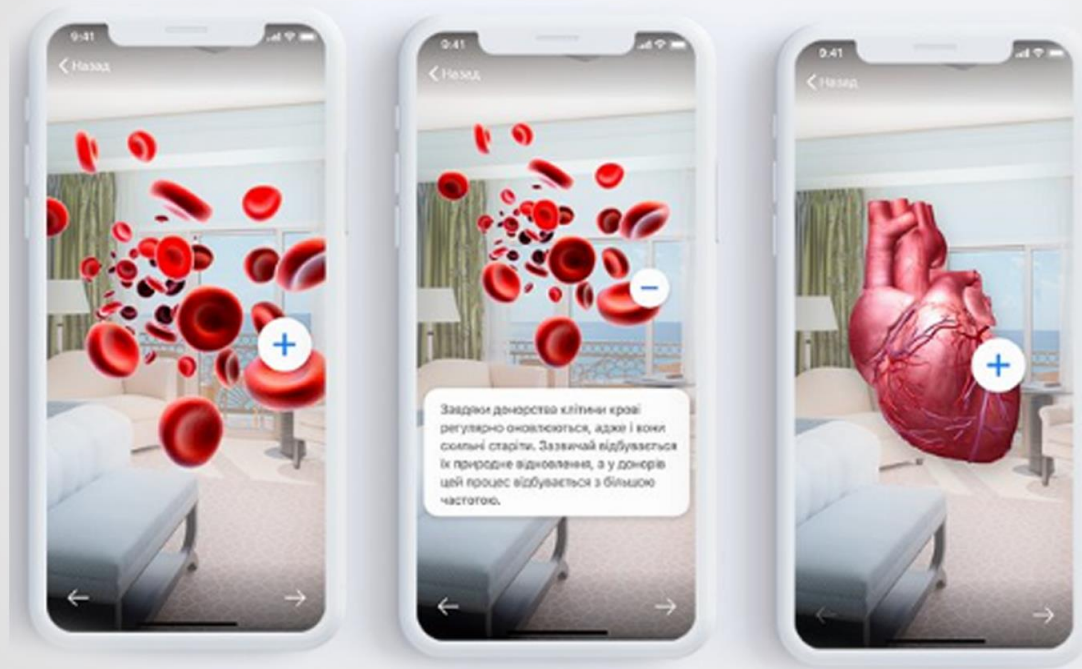 9:41
Назад
9:41
Назад
Завдяки донорства клітини крові
регулярно оновлюються, адже і вони
схильні старіти. Зазвичай відбувається
їх природне відновлення, а у донорів
цей процес відбувається з більшою
частотою.
9:41
Назад